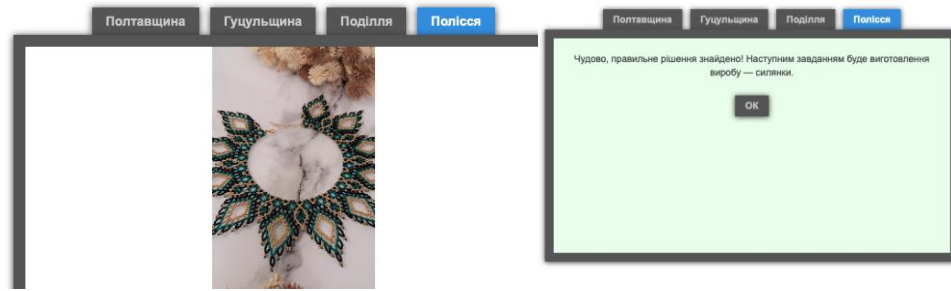 Полтавщина Гуцульщина Поділля Полісся
Полтавщина Гуцульщина Поділля Полісся
Чудово, правильне рішення знайдено! Наступним завданням буде виготовлення
виробу — силянки.
ОК